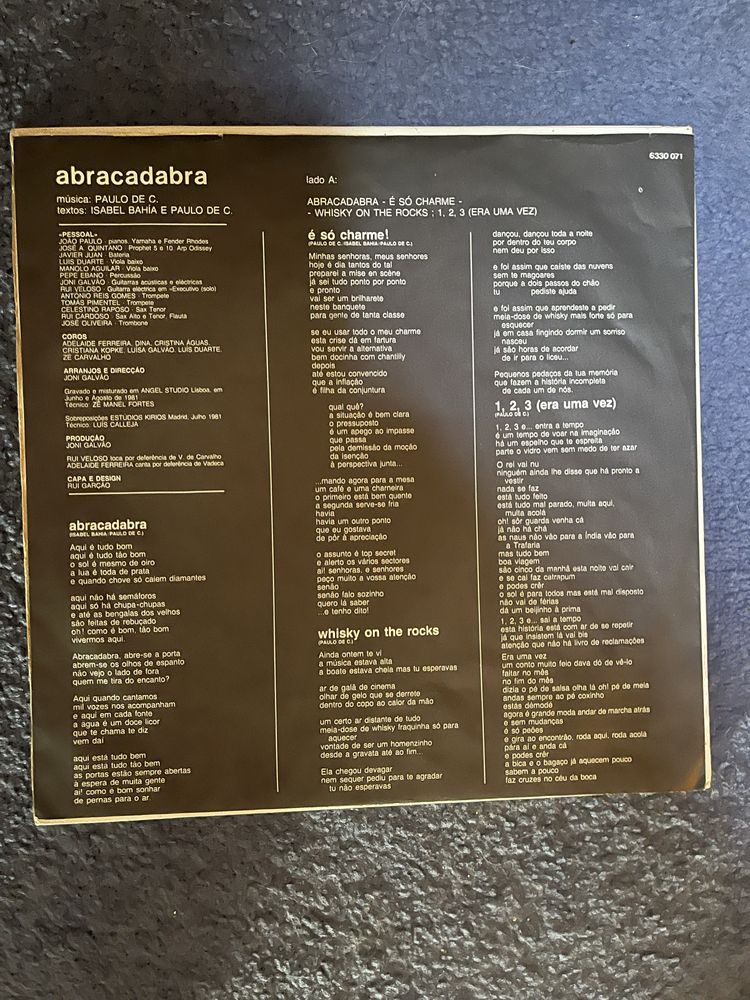 6330 071
abracadabra
música: PAULO DE C.
textos: ISABEL BAHÍA E PAULO DE C.
«PESSOAL»
JOÃO PAULO - pianos, Yamaha e Fender Rhodes
JOSÉ A. QUINTANO - Prophet 5 e 10, Arp Odissey
JAVIER JUAN - Bateria
LUIS DUARTE - Viola baixo
MANOLO AGUILAR - Viola baixo
PEPE EBANO - Percussão
JONI GALVÃO - Guitarras acústicas e eléctricas
RUI VELOSO - Guitarra eléctrica em «Executivo (solo)
ANTONIO REIS GOMES - Trompete
TOMÁS PIMENTEL - Trompete
CELESTINO RAPOSO - Sax Tenor
RUI CARDOSO - Sax Alto e Tenor, Flauta
JOSÉ OLIVEIRA - Trombone
COROS
ADELAIDE FERREIRA, DINA, CRISTINA ÁGUAS,
CRISTIANA KOPKE, LUÍSA GALVÃO, LUÍS DUARTE,
ZÉ CARVALHO
ARRANJOS E DIRECÇÃO
JONI GALVÃO
Gravado e misturado em ANGEL STUDIO Lisboa, em
Junho e Agosto de 1981
Técnico: ZÉ MANEL FORTES
Sobreposições ESTÚDIOS KIRIOS Madrid, Julho 1981
Técnico: LUÍS CALLEJA
PRODUÇÃO
JONI GALVÃO
RUI VELOSO toca por deferência de V. de Carvalho
ADELAIDE FERREIRA canta por deferência de Vadeca
CAPA E DESIGN
RUI GARÇÃO
abracadabra
(ISABEL BAHIA/PAULO DE C.)
Aqui é tudo bom
aqui é tudo tão bom
o sol é mesmo de oiro
a lua é toda de prata
e quando chove só caiem diamantes
aqui não há semáforos
aqui só há chupa-chupas
e até as bengalas dos velhos
são feitas de rebuçado
oh! como é bom, tão bom
vivermos aqui.
Abracadabra, abre-se a porta
abrem-se os olhos de espanto
não vejo o lado de fora
quem me tira do encanto?
Aqui quando cantamos
mil vozes nos acompanham
e aqui em cada fonte
a água é um doce licor
que te chama te diz
vem daí
aqui está tudo bem
aqui está tudo tão bem
as portas estão sempre abertas
à espera de muita gente
ai! como é bom sonhar
de pernas para o ar.
lado A:
ABRACADABRA - É SÓ CHARME -
- WHISKY ON THE ROCKS ; 1, 2, 3 (ERA UMA VEZ)
é só charme!
(PAULO DE C./ISABEL BAHIA/PAULO DE C.)
Minhas senhoras, meus senhores
hoje é dia tantos do tal
preparei a mise en scène
já sei tudo ponto por ponto
e pronto
vai ser um brilharete
neste banquete
para gente de tanta classe
se eu usar todo o meu charme
esta crise dá em fartura
vou servir a alternativa
bem docinha com chantilly
depois
até estou convencido
que a inflação
é filha da conjuntura
qual quê?
a situação é bem clara
o pressuposto
é um apego ao impasse
que passa
pela demissão da moção
da isenção
à perspectiva junta...
...mando agora para a mesa
um café e uma charneira
o primeiro está bem quente
a segunda serve-se fria
havia
havia um outro ponto
que eu gostava
de pôr à apreciação
o assunto é top secret
e alerto os vários sectores
ai! senhoras, e senhores
peço muito a vossa atenção
senão
senão falo sozinho
quero lá saber
...e tenho dito!
whisky on the rocks
(PAULO DE C.)
Ainda ontem te vi
a música estava alta
a boate estava cheia mas tu esperavas
ar de galã de cinema
olhar de gelo que se derrete
dentro do copo ao calor da mão
um certo ar distante de tudo
meia-dose de whisky fraquinha só para
aquecer
vontade de ser um homenzinho
desde a gravata até ao fim...
Ela chegou devagar
nem sequer pediu para te agradar
tu não esperavas
dançou, dançou toda a noite
por dentro do teu corpo
nem deu por isso
e foi assim que caíste das nuvens
sem te magoares
porque a dois passos do chão
tu pediste ajuda
e foi assim que aprendeste a pedir
meia-dose de whisky mais forte só para
esquecer
já em casa fingindo dormir um sorriso
nasceu
já são horas de acordar
de ir para o liceu...
Pequenos pedaços da tua memória
que fazem a história incompleta
de cada um de nós.
1, 2, 3 (era uma vez)
(PAULO DE C.)
1, 2, 3 e... entra a tempo
é um tempo de voar na imaginação
há um espelho que te espreita
parte o vidro vem sem medo de ter azar
O rei vai nu
ninguém ainda lhe disse que há pronto a
vestir
nada se faz
está tudo feito
está tudo mal parado, multa aqui,
multa acolá
oh! sôr guarda venha cá
já não há chá
as naus não vão para a Índia vão para
a Trafaria
mas tudo bem
boa viagem
são cinco da manhã esta noite vai cair
e se cai faz catrapum
e podes crêr
o sol é para todos mas está mal disposto
não vai de férias
dá um beijinho à prima
1, 2, 3 e... sai a tempo
esta história está com ar de se repetir
já que insistem lá vai bis
atenção que não há livro de reclamações
Era uma vez
um conto muito feio dava dó de vê-lo
faltar no mês
no fim do mês
dizia o pé de salsa olha lá oh! pé de meia
andas sempre ao pé coxinho
estás démodé
agora é grande moda andar de marcha atrás
e sem mudanças
é só peões
e gira ao encontrão, roda aqui, roda acolá
pára aí e anda cá
e podes crêr
a bica e o bagaço já aquecem pouco
sabem a pouco
faz cruzes no céu da boca